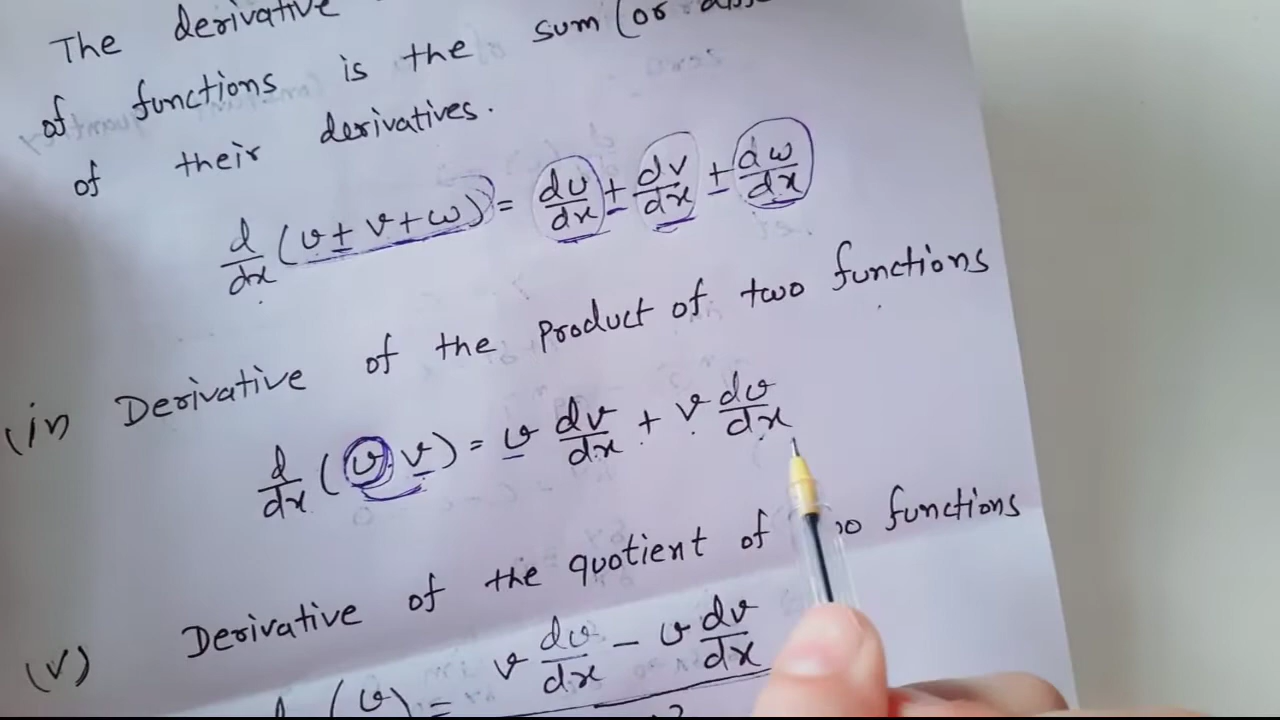 The derivative
of functions is the sum (or
of their derivatives.
d/dx (u ± v + w) = du/dx ± dv/dx ± dw/dx
(iv) Derivative of the product of two functions
d/dx (u v) = u dv/dx + v du/dx
(v) Derivative of the quotient of functions
v du/dx - u dv/dx